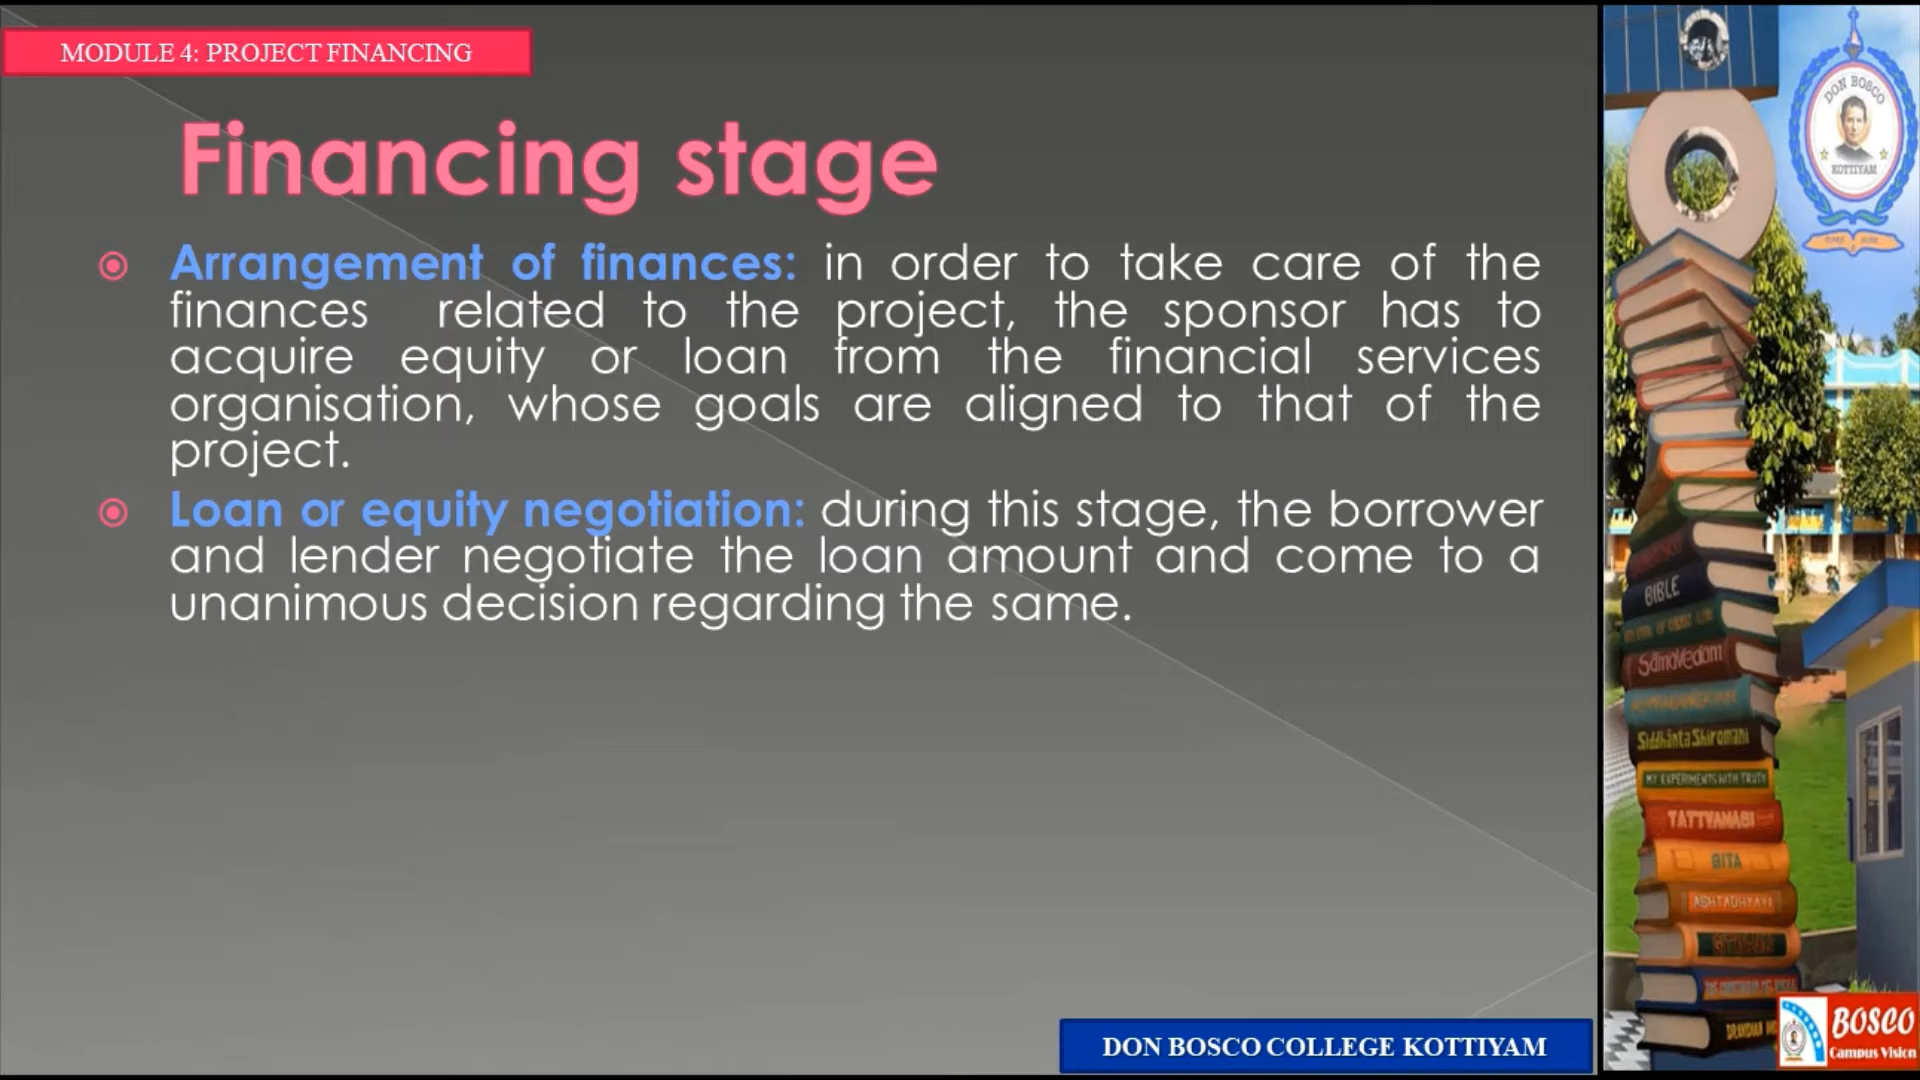 MODULE 4: PROJECT FINANCING
Financing stage
Arrangement of finances: in order to take care of the
finances related to the project, the sponsor has to
acquire equity or loan from the financial services
organisation, whose goals are aligned to that of the
project.
Loan or equity negotiation: during this stage, the borrower
and lender negotiate the loan amount and come to a
unanimous decision regarding the same.
DON BOSCO COLLEGE KOTTIYAM
DON BOSCO
KOTTIYAM
BIBLE
SamaVedam
Siddhanta Shiromani
MY EXPERIMENTS WITH TRUTH
GITA
BOSCO
Campus Vision